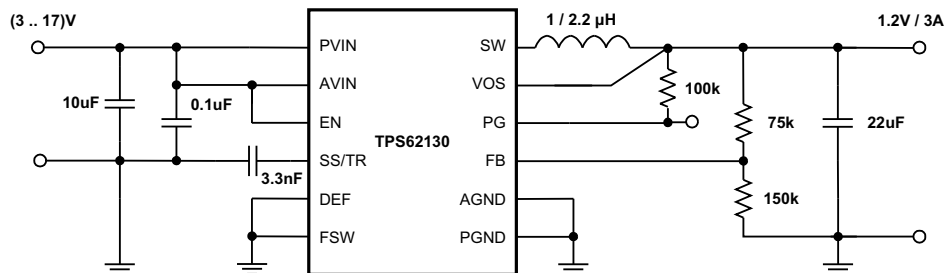 (3 .. 17)V
1 / 2.2 µH
1.2V / 3A
PVIN
SW
AVIN
VOS
10uF
0.1uF
100k
EN
PG
TPS62130
75k
22uF
SS/TR
FB
3.3nF
DEF
AGND
150k
FSW
PGND